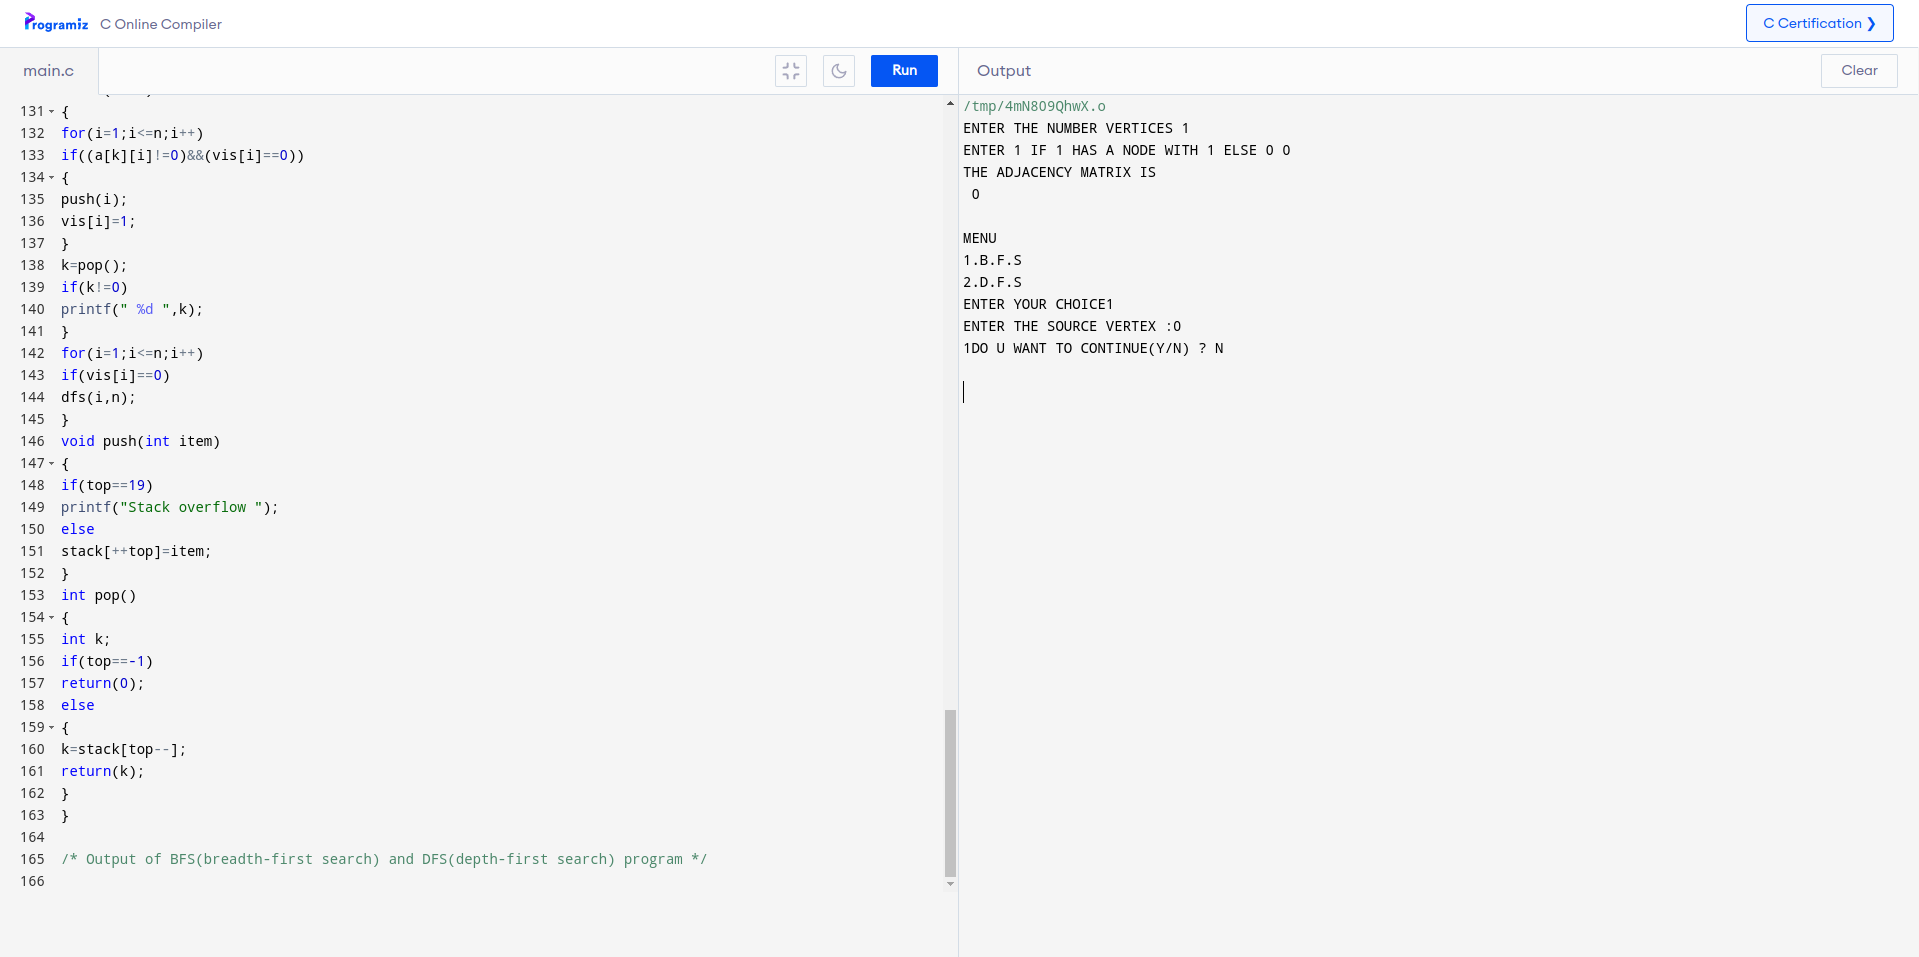 Programiz C Online Compiler
C Certification ❯
main.c
Run
Output
Clear
131 {
132 for(i=1;i<=n;i++)
133 if((a[k][i]!=0)&&(vis[i]==0))
134 {
135 push(i);
136 vis[i]=1;
137 }
138 k=pop();
139 if(k!=0)
140 printf(" %d ",k);
141 }
142 for(i=1;i<=n;i++)
143 if(vis[i]==0)
144 dfs(i,n);
145 }
146 void push(int item)
147 {
148 if(top==19)
149 printf("Stack overflow ");
150 else
151 stack[++top]=item;
152 }
153 int pop()
154 {
155 int k;
156 if(top==-1)
157 return(0);
158 else
159 {
160 k=stack[top--];
161 return(k);
162 }
163 }
164
165 /* Output of BFS(breadth-first search) and DFS(depth-first search) program */
166
/tmp/4mN8O9QhwX.o
ENTER THE NUMBER VERTICES 1
ENTER 1 IF 1 HAS A NODE WITH 1 ELSE 0 0
THE ADJACENCY MATRIX IS
0
MENU
1.B.F.S
2.D.F.S
ENTER YOUR CHOICE1
ENTER THE SOURCE VERTEX :0
1DO U WANT TO CONTINUE(Y/N) ? N